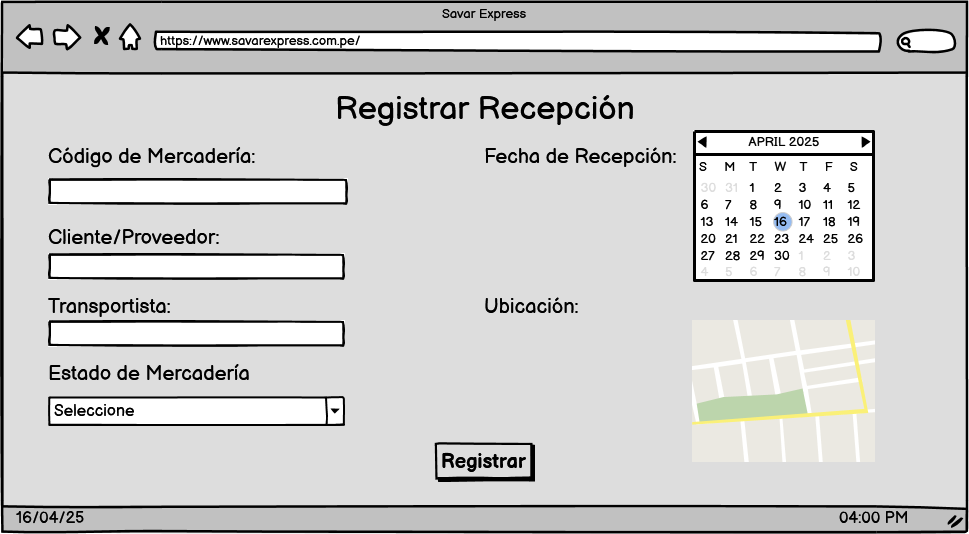 Savar Express
https://www.savarexpress.com.pe/
Registrar Recepción
Código de Mercadería:
Cliente/Proveedor:
Transportista:
Estado de Mercadería
Seleccione
Fecha de Recepción:
APRIL 2025
S M T W T F S
30 31 1 2 3 4 5
6 7 8 9 10 11 12
13 14 15 16 17 18 19
20 21 22 23 24 25 26
27 28 29 30 1 2 3
4 5 6 7 8 9 10
Ubicación:
Registrar
16/04/25
04:00 PM